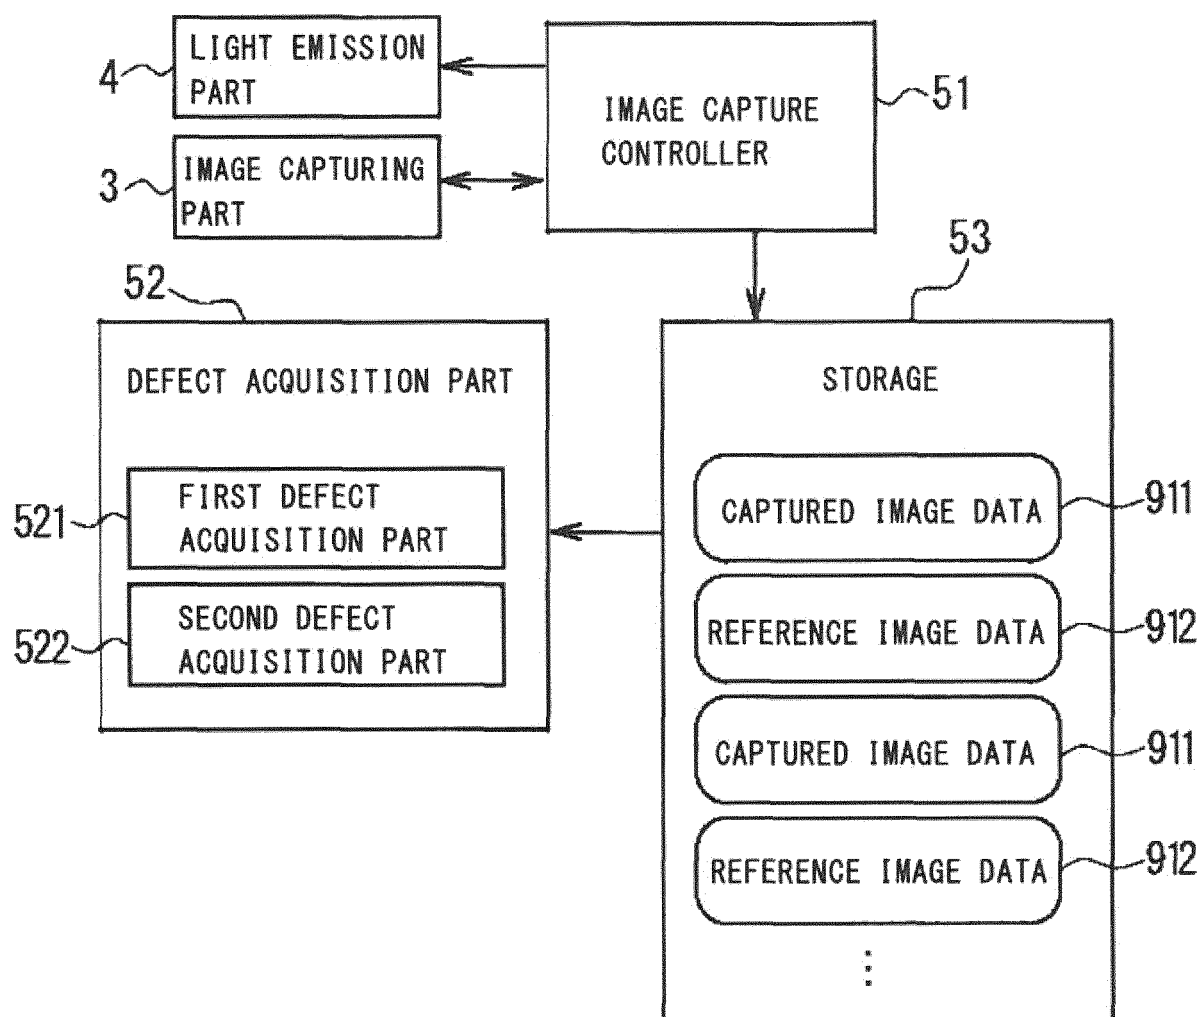 LIGHT EMISSION
PART
4
IMAGE CAPTURING
PART
3
IMAGE CAPTURE
CONTROLLER
51
52
DEFECT ACQUISITION PART
FIRST DEFECT
ACQUISITION PART
521
SECOND DEFECT
ACQUISITION PART
522
53
STORAGE
CAPTURED IMAGE DATA
911
REFERENCE IMAGE DATA
912
CAPTURED IMAGE DATA
911
REFERENCE IMAGE DATA
912